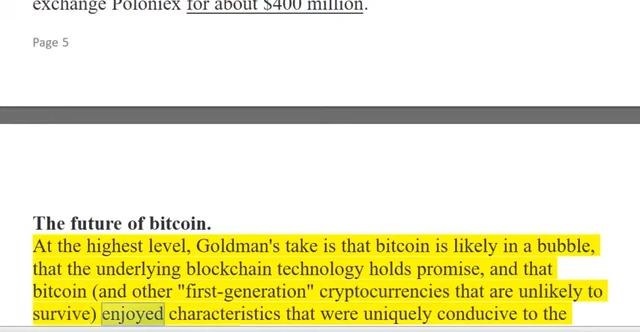 exchange Poloniex for about $400 million.
Page 5
The future of bitcoin.
At the highest level, Goldman's take is that bitcoin is likely in a bubble,
that the underlying blockchain technology holds promise, and that
bitcoin (and other "first-generation" cryptocurrencies that are unlikely to
survive) enjoyed characteristics that were uniquely conducive to the